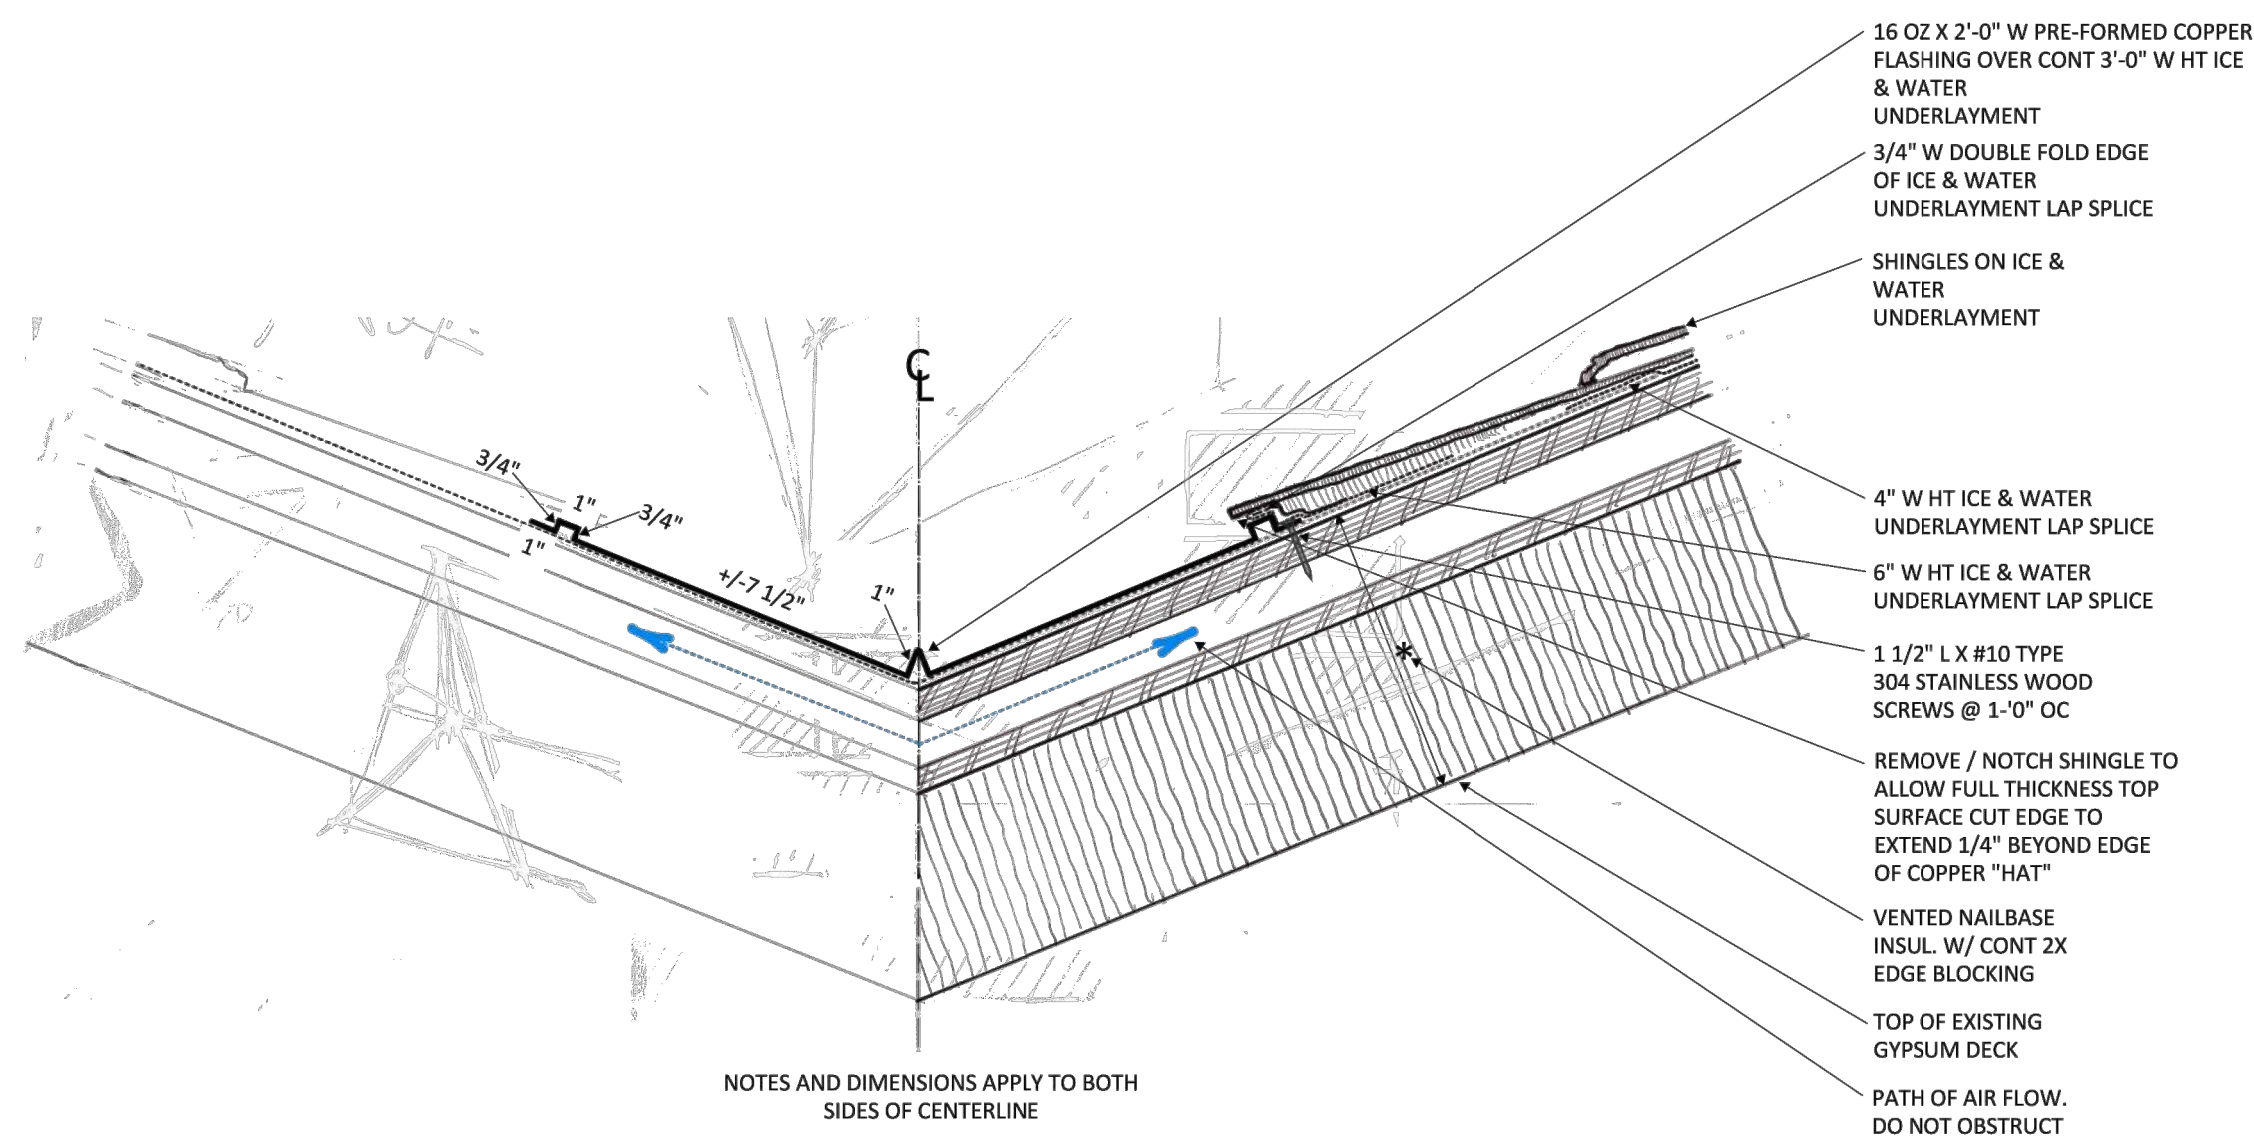 16 OZ X 2'-0" W PRE-FORMED COPPER
FLASHING OVER CONT 3'-0" W HT ICE
& WATER
UNDERLAYMENT
3/4" W DOUBLE FOLD EDGE
OF ICE & WATER
UNDERLAYMENT LAP SPLICE
SHINGLES ON ICE &
WATER
UNDERLAYMENT
CL
3/4"
1"
3/4"
1"
+/-7 1/2"
1"
4" W HT ICE & WATER
UNDERLAYMENT LAP SPLICE
6" W HT ICE & WATER
UNDERLAYMENT LAP SPLICE
1 1/2" L X #10 TYPE
304 STAINLESS WOOD
SCREWS @ 1-'0" OC
*
REMOVE / NOTCH SHINGLE TO
ALLOW FULL THICKNESS TOP
SURFACE CUT EDGE TO
EXTEND 1/4" BEYOND EDGE
OF COPPER "HAT"
VENTED NAILBASE
INSUL. W/ CONT 2X
EDGE BLOCKING
TOP OF EXISTING
GYPSUM DECK
PATH OF AIR FLOW.
DO NOT OBSTRUCT
NOTES AND DIMENSIONS APPLY TO BOTH
SIDES OF CENTERLINE